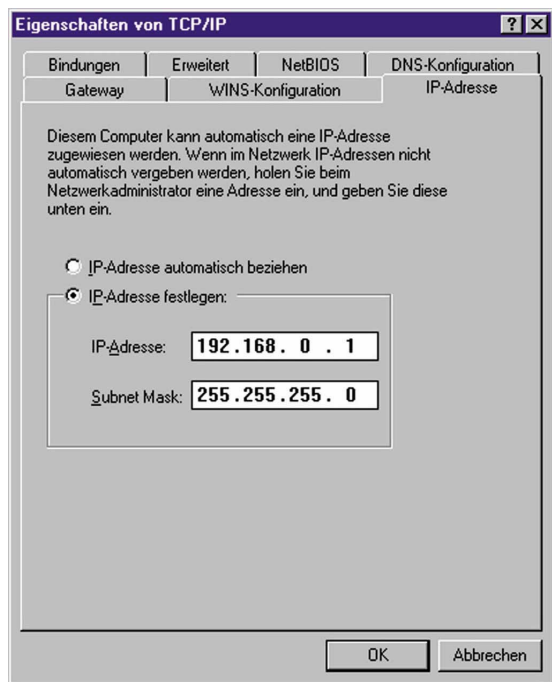 Eigenschaften von TCP/IP
Bindungen Erweitert NetBIOS DNS-Konfiguration
Gateway WINS-Konfiguration IP-Adresse
Diesem Computer kann automatisch eine IP-Adresse
zugewiesen werden. Wenn im Netzwerk IP-Adressen nicht
automatisch vergeben werden, holen Sie beim
Netzwerkadministrator eine Adresse ein, und geben Sie diese
unten ein.
IP-Adresse automatisch beziehen
IP-Adresse festlegen:
IP-Adresse: 192.168. 0 . 1
Subnet Mask: 255.255.255. 0
OK Abbrechen